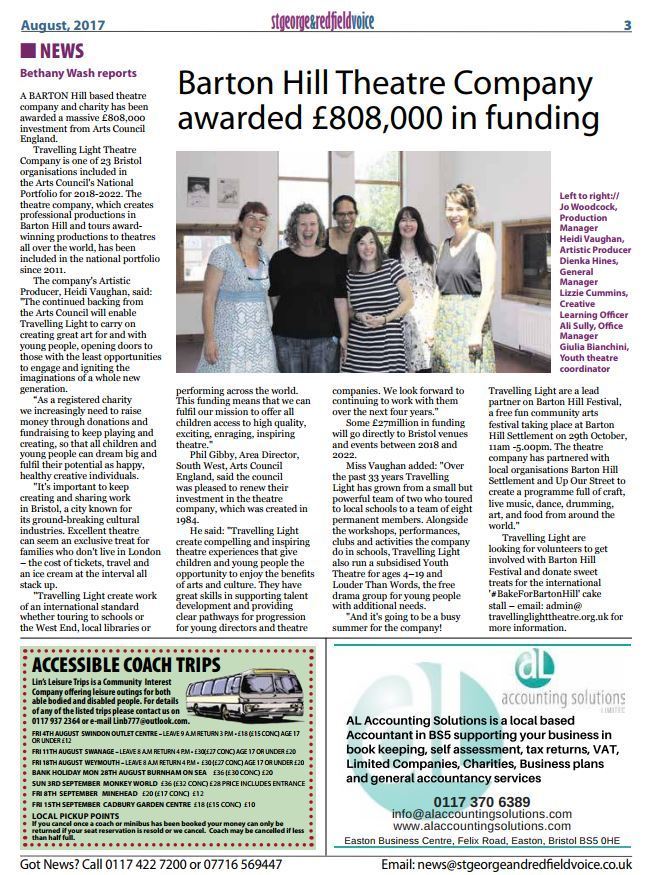 August, 2017
stgeorge&redfieldvoice
3
NEWS
Bethany Wash reports
A BARTON Hill based theatre
company and charity has been
awarded a massive £808,000
investment from Arts Council
England.
Travelling Light Theatre
Company is one of 23 Bristol
organisations included in
the Arts Council's National
Portfolio for 2018-2022. The
theatre company, which creates
professional productions in
Barton Hill and tours award-
winning productions to theatres
all over the world, has been
included in the national portfolio
since 2011.
The company's Artistic
Producer, Heidi Vaughan, said:
"The continued backing from
the Arts Council will enable
Travelling Light to carry on
creating great art for and with
young people, opening doors to
those with the least opportunities
to engage and igniting the
imaginations of a whole new
generation.
"As a registered charity
we increasingly need to raise
money through donations and
fundraising to keep playing and
creating, so that all children and
young people can dream big and
fulfil their potential as happy,
healthy creative individuals.
"It's important to keep
creating and sharing work
in Bristol, a city known for
its ground-breaking cultural
industries. Excellent theatre
can seem an exclusive treat for
families who don't live in London
– the cost of tickets, travel and
an ice cream at the interval all
stack up.
"Travelling Light create work
of an international standard
whether touring to schools or
the West End, local libraries or
Barton Hill Theatre Company
awarded £808,000 in funding
Left to right://
Jo Woodcock,
Production
Manager
Heidi Vaughan,
Artistic Producer
Dienka Hines,
General
Manager
Lizzie Cummins,
Creative
Learning Officer
Ali Sully, Office
Manager
Giulia Bianchini,
Youth theatre
coordinator
performing across the world.
This funding means that we can
fulfil our mission to offer all
children access to high quality,
exciting, enraging, inspiring
theatre."
Phil Gibby, Area Director,
South West, Arts Council
England, said the council
was pleased to renew their
investment in the theatre
company, which was created in
1984.
He said: "Travelling Light
create compelling and inspiring
theatre experiences that give
children and young people the
opportunity to enjoy the benefits
of arts and culture. They have
great skills in supporting talent
development and providing
clear pathways for progression
for young directors and theatre
companies. We look forward to
continuing to work with them
over the next four years."
Some £27million in funding
will go directly to Bristol venues
and events between 2018 and
2022.
Miss Vaughan added: "Over
the past 33 years Travelling
Light has grown from a small but
powerful team of two who toured
to local schools to a team of eight
permanent members. Alongside
the workshops, performances,
clubs and activities the company
do in schools, Travelling Light
also run a subsidised Youth
Theatre for ages 4–19 and
Louder Than Words, the free
drama group for young people
with additional needs.
"And it's going to be a busy
summer for the company!
Travelling Light are a lead
partner on Barton Hill Festival,
a free fun community arts
festival taking place at Barton
Hill Settlement on 29th October,
11am -5.00pm. The theatre
company has partnered with
local organisations Barton Hill
Settlement and Up Our Street to
create a programme full of craft,
live music, dance, drumming,
art, and food from around the
world."
Travelling Light are
looking for volunteers to get
involved with Barton Hill
Festival and donate sweet
treats for the international
'#BakeForBartonHill' cake
stall – email: admin@
travellinglighttheatre.org.uk for
more information.
ACCESSIBLE COACH TRIPS
Lin's Leisure Trips is a Community Interest
Company offering leisure outings for both
able bodied and disabled people. For details
of any of the listed trips please contact us on
0117 937 2364 or e-mail Linb777@outlook.com.
FRI 4TH AUGUST SWINDON OUTLET CENTRE – LEAVE 9 A.M RETURN 3 P.M - £18 (£15 CONC) AGE 17
OR UNDER £12
FRI 11TH AUGUST SWANAGE – LEAVE 8 A.M RETURN 4 P.M - £30(£27 CONC) AGE 17 OR UNDER £20
FRI 18TH AUGUST WEYMOUTH – LEAVE 8 A.M RETURN 4 P.M - £30 (£27 CONC) AGE 17 OR UNDER £20
BANK HOLIDAY MON 28TH AUGUST BURNHAM ON SEA £36 (£30 CONC) £20
SUN 3RD SEPTEMBER MONKEY WORLD £36 (£32 CONC) £28 PRICE INCLUDES ENTRANCE
FRI 8TH SEPTEMBER MINEHEAD £20 (£17 CONC) £12
FRI 15TH SEPTEMBER CADBURY GARDEN CENTRE £18 (£15 CONC) £10
LOCAL PICKUP POINTS
If you cancel once a coach or minibus has been booked your money can only be
returned if your seat reservation is resold or we cancel. Coach may be cancelled if less
than half full.
aL
accounting solutions
LIMITED
AL Accounting Solutions is a local based
Accountant in BS5 supporting your business in
book keeping, self assessment, tax returns, VAT,
Limited Companies, Charities, Business plans
and general accountancy services
0117 370 6389
info@alaccountingsolutions.com
www.alaccountingsolutions.com
Easton Business Centre, Felix Road, Easton, Bristol BS5 0HE
Got News? Call 0117 422 7200 or 07716 569447
Email: news@stgeorgeandredfieldvoice.co.uk